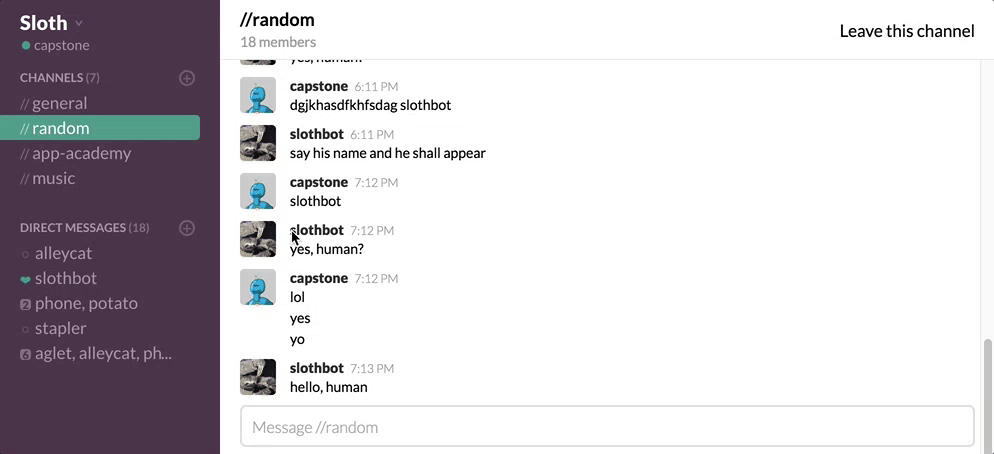 Sloth
capstone
CHANNELS (7)
// general
// random
// app-academy
// music
DIRECT MESSAGES (18)
alleycat
slothbot
2 phone, potato
stapler
6 aglet, alleycat, ph...
//random
18 members
Leave this channel
yes, human?
capstone 6:11 PM
dgjkhasdfkhfsdag slothbot
slothbot 6:11 PM
say his name and he shall appear
capstone 7:12 PM
slothbot
slothbot 7:12 PM
yes, human?
capstone 7:12 PM
lol
yes
yo
slothbot 7:13 PM
hello, human
Message //random